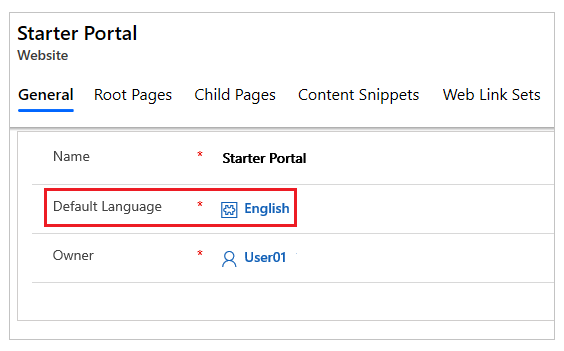 Starter Portal
Website
General Root Pages Child Pages Content Snippets Web Link Sets
Name * Starter Portal
Default Language * English
Owner * User01